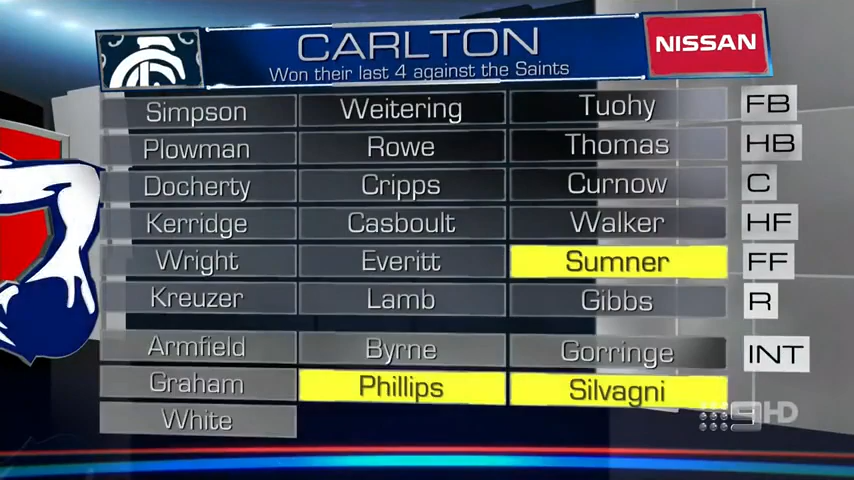 CARLTON
NISSAN
Won their last 4 against the Saints
Simpson Weitering Tuohy FB
Plowman Rowe Thomas HB
Docherty Cripps Curnow C
Kerridge Casboult Walker HF
Wright Everitt Sumner FF
Kreuzer Lamb Gibbs R
Armfield Byrne Gorringe INT
Graham Phillips Silvagni
White
9HD